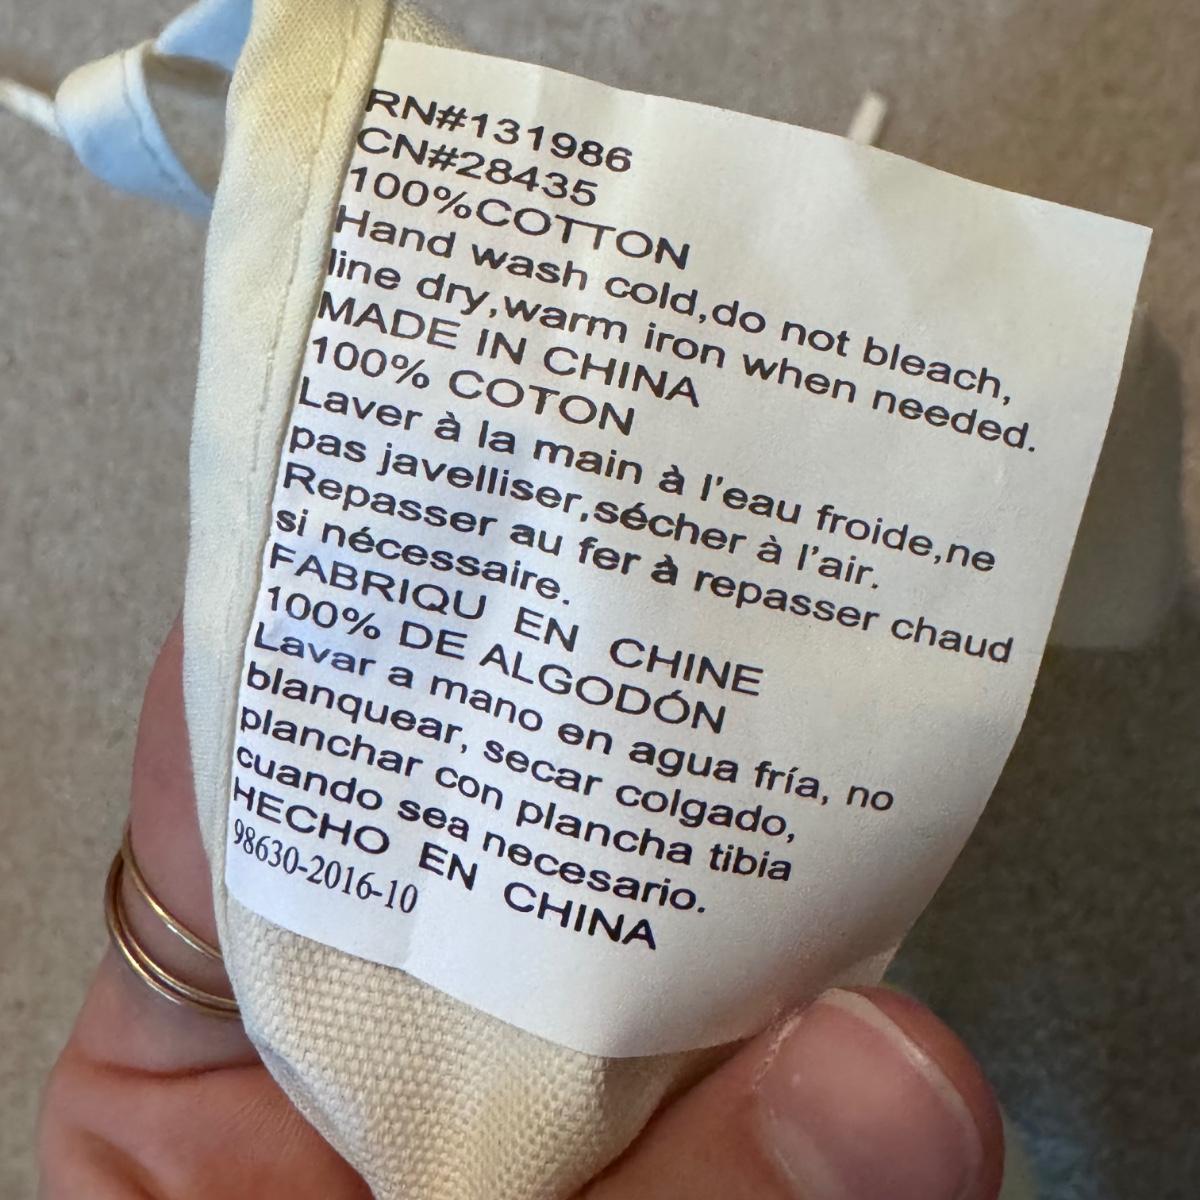 RN#131986
CN#28435
100%COTTON
Hand wash cold,do not bleach,
line dry,warm iron when needed.
MADE IN CHINA
100% COTON
Laver à la main à l'eau froide,ne
pas javelliser,sécher à l'air.
Repasser au fer à repasser chaud
si nécessaire.
FABRIQU EN CHINE
100% DE ALGODÓN
Lavar a mano en agua fría, no
blanquear, secar colgado,
planchar con plancha tibia
cuando sea necesario.
HECHO EN CHINA
98630-2016-10